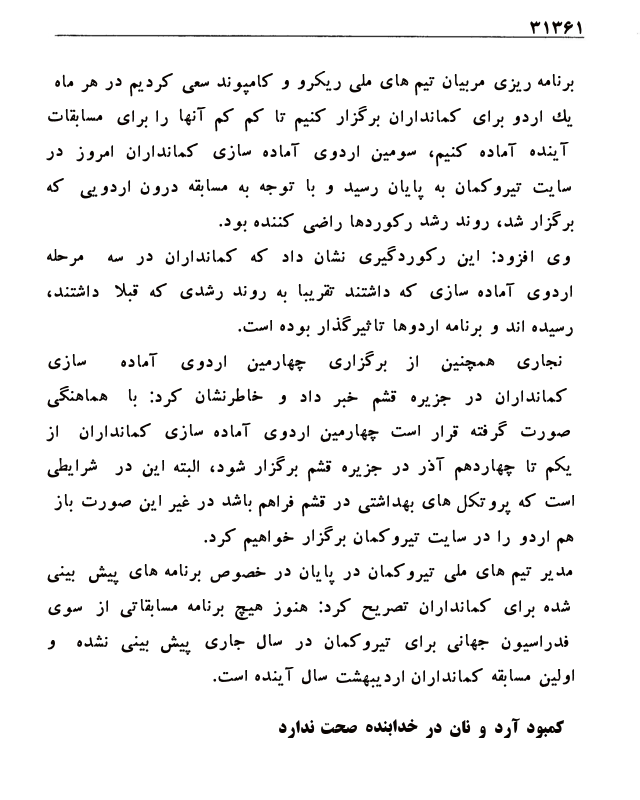 ۳۱۳۶۱
برنامه ریزی مربیان تیم های ملی ریکرو و کامپوند سعی کردیم در هر ماه
یك اردو برای کمانداران برگزار کنیم تا کم کم آنها را برای مسابقات
آینده آماده کنیم، سومین اردوی آماده سازی کمانداران امروز در
سایت تیروکمان به پایان رسید و با توجه به مسابقه درون اردویی که
برگزار شد، روند رشد رکوردها راضی کننده بود.
وی افزود: این رکوردگیری نشان داد که کمانداران در سه مرحله
اردوی آماده سازی که داشتند تقریبا به روند رشدی که قبلا داشتند،
رسیده اند و برنامه اردوها تاثیرگذار بوده است.
نجاری همچنین از برگزاری چهارمین اردوی آماده سازی
کمانداران در جزیره قشم خبر داد و خاطرنشان کرد: با هماهنگی
صورت گرفته قرار است چهارمین اردوی آماده سازی کمانداران از
یکم تا چهاردهم آذر در جزیره قشم برگزار شود، البته این در شرایطی
است که پروتکل های بهداشتی در قشم فراهم باشد در غیر این صورت باز
هم اردو را در سایت تیروکمان برگزار خواهیم کرد.
مدیر تیم های ملی تیروکمان در پایان در خصوص برنامه های پیش بینی
شده برای کمانداران تصریح کرد: هنوز هیچ برنامه مسابقاتی از سوی
فدراسیون جهانی برای تیروکمان در سال جاری پیش بینی نشده و
اولین مسابقه کمانداران اردیبهشت سال آینده است.
کمبود آرد و نان در خدابنده صحت ندارد